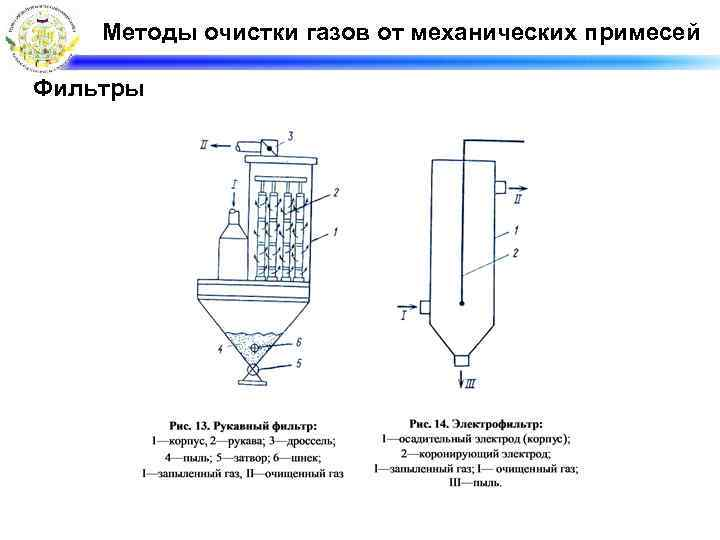 Методы очистки газов от механических примесей
Фильтры
II
3
I
2
1
4
6
5
II
1
2
I
III
Рис. 13. Рукавный фильтр:
1—корпус, 2—рукава; 3—дроссель;
4—пыль; 5—затвор; 6—шнек;
I—запыленный газ, II—очищенный газ
Рис. 14. Электрофильтр:
1—осадительный электрод (корпус);
2—коронирующий электрод;
I—запыленный газ; I— очищенный газ;
III—пыль.